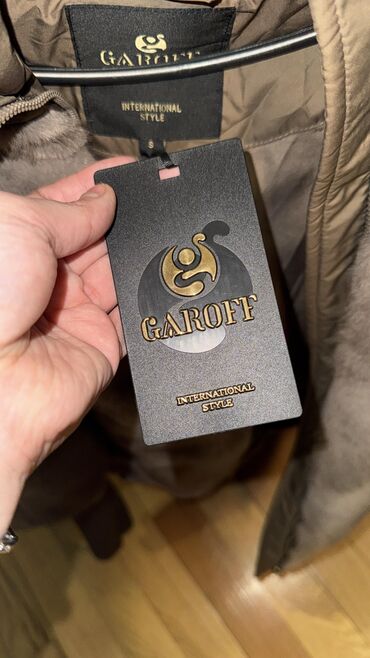 GAROFF
INTERNATIONAL
STYLE
S
GAROFF
INTERNATIONAL
STYLE